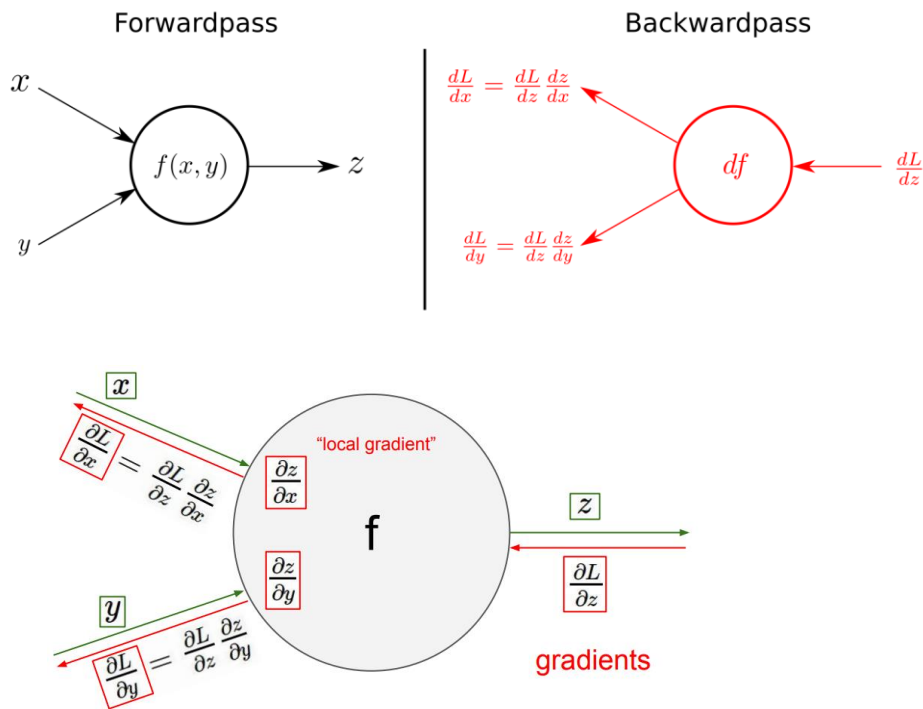 Forwardpass
Backwardpass
x
f(x, y)
z
y
dL/dx = dL/dz dz/dx
df
dL/dz
dL/dy = dL/dz dz/dy
x
∂L/∂x = ∂L/∂z ∂z/∂x
“local gradient”
∂z/∂x
f
z
∂L/∂z
∂z/∂y
y
∂L/∂y = ∂L/∂z ∂z/∂y
gradients